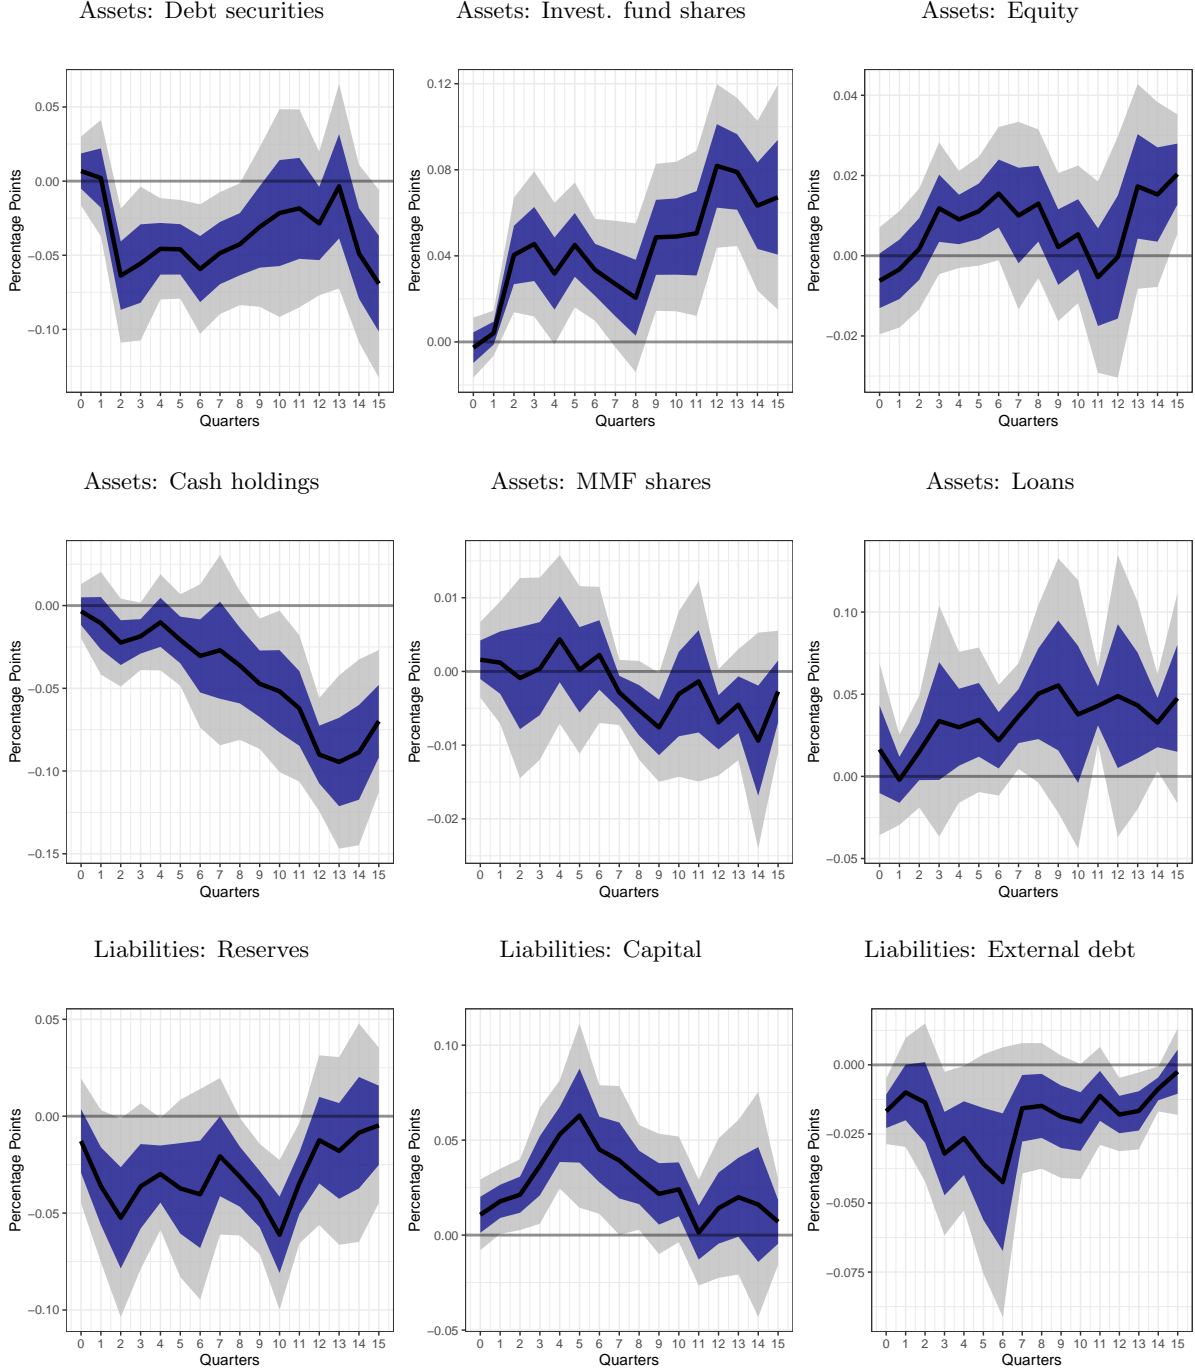 Assets: Debt securities
Assets: Invest. fund shares
Assets: Equity
Percentage Points
0.05
0.00
−0.05
−0.10
0 1 2 3 4 5 6 7 8 9 10 11 12 13 14 15
Quarters
Percentage Points
0.12
0.08
0.04
0.00
0 1 2 3 4 5 6 7 8 9 10 11 12 13 14 15
Quarters
Percentage Points
0.04
0.02
0.00
−0.02
0 1 2 3 4 5 6 7 8 9 10 11 12 13 14 15
Quarters
Assets: Cash holdings
Assets: MMF shares
Assets: Loans
Percentage Points
0.00
−0.05
−0.10
−0.15
0 1 2 3 4 5 6 7 8 9 10 11 12 13 14 15
Quarters
Percentage Points
0.01
0.00
−0.01
−0.02
0 1 2 3 4 5 6 7 8 9 10 11 12 13 14 15
Quarters
Percentage Points
0.10
0.05
0.00
−0.05
0 1 2 3 4 5 6 7 8 9 10 11 12 13 14 15
Quarters
Liabilities: Reserves
Liabilities: Capital
Liabilities: External debt
Percentage Points
0.05
0.00
−0.05
−0.10
0 1 2 3 4 5 6 7 8 9 10 11 12 13 14 15
Quarters
Percentage Points
0.10
0.05
0.00
−0.05
0 1 2 3 4 5 6 7 8 9 10 11 12 13 14 15
Quarters
Percentage Points
0.000
−0.025
−0.050
−0.075
0 1 2 3 4 5 6 7 8 9 10 11 12 13 14 15
Quarters